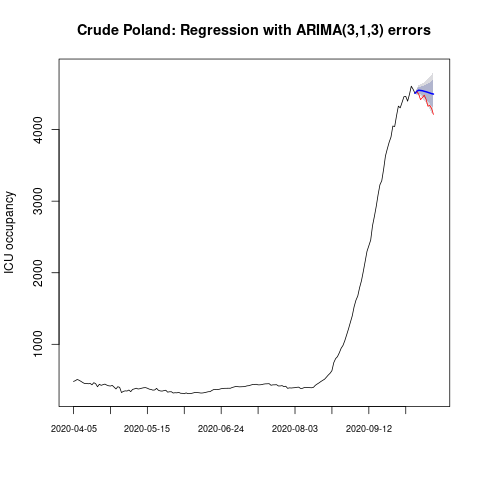 Crude Poland: Regression with ARIMA(3,1,3) errors
ICU occupancy
4000
3000
2000
1000
2020-04-05 2020-05-15 2020-06-24 2020-08-03 2020-09-12